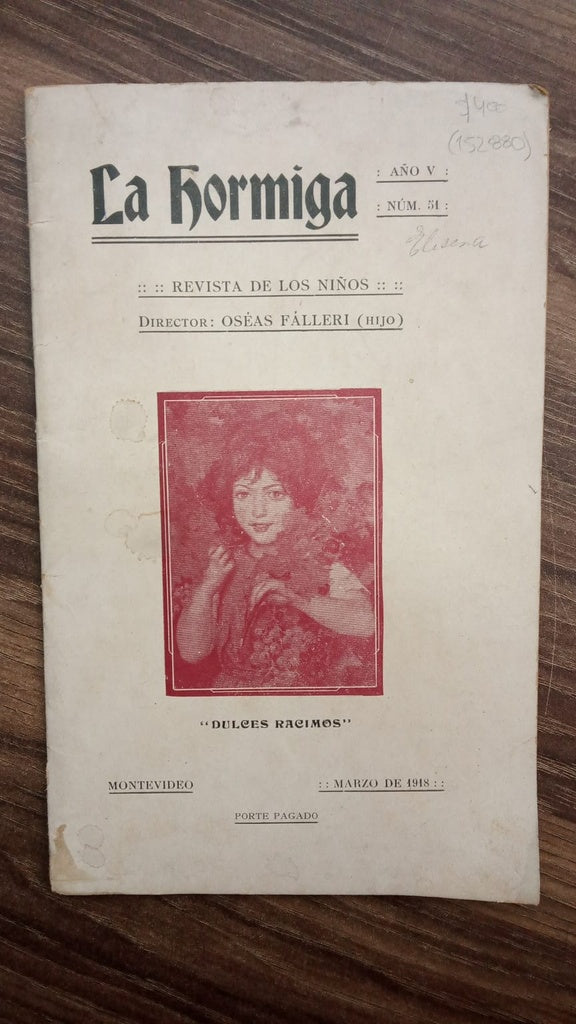 $400
(152880)
La hormiga
: AÑO V :
: NÚM. 51 :
Elisena
:: :: REVISTA DE LOS NIÑOS :: ::
DIRECTOR: OSÉAS FÁLLERI (HIJO)
“DULCES RACIMOS”
MONTEVIDEO
:: MARZO DE 1918 ::
PORTE PAGADO